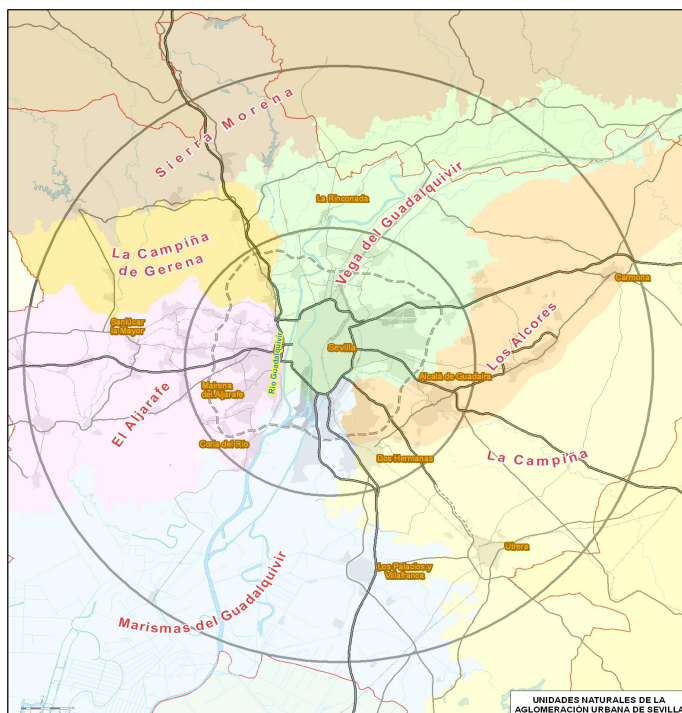 Sierra Morena
La Rinconada
Vega del Guadalquivir
La Campiña
de Gerena
Carmona
Sanlúcar
la Mayor
Río Guadalquivir
Sevilla
Los Alcores
Alcalá de Guadaíra
Mairena
del Aljarafe
El Aljarafe
Coria del Río
Dos Hermanas
La Campiña
Utrera
Los Palacios y
Villafranca
Marismas del Guadalquivir
UNIDADES NATURALES DE LA
AGLOMERACIÓN URBANA DE SEVILLA